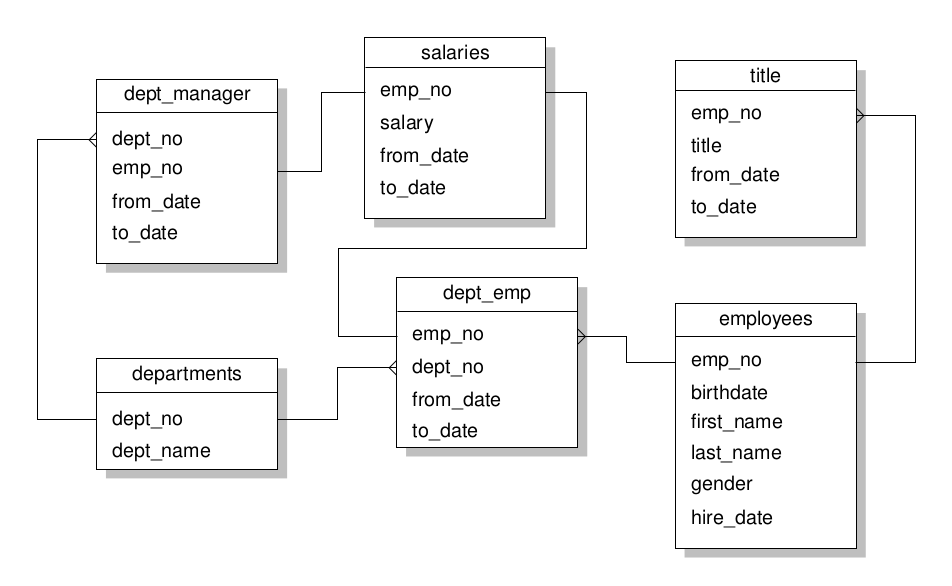 salaries
emp_no
salary
from_date
to_date
title
emp_no
title
from_date
to_date
dept_manager
dept_no
emp_no
from_date
to_date
dept_emp
emp_no
dept_no
from_date
to_date
employees
emp_no
birthdate
first_name
last_name
gender
hire_date
departments
dept_no
dept_name